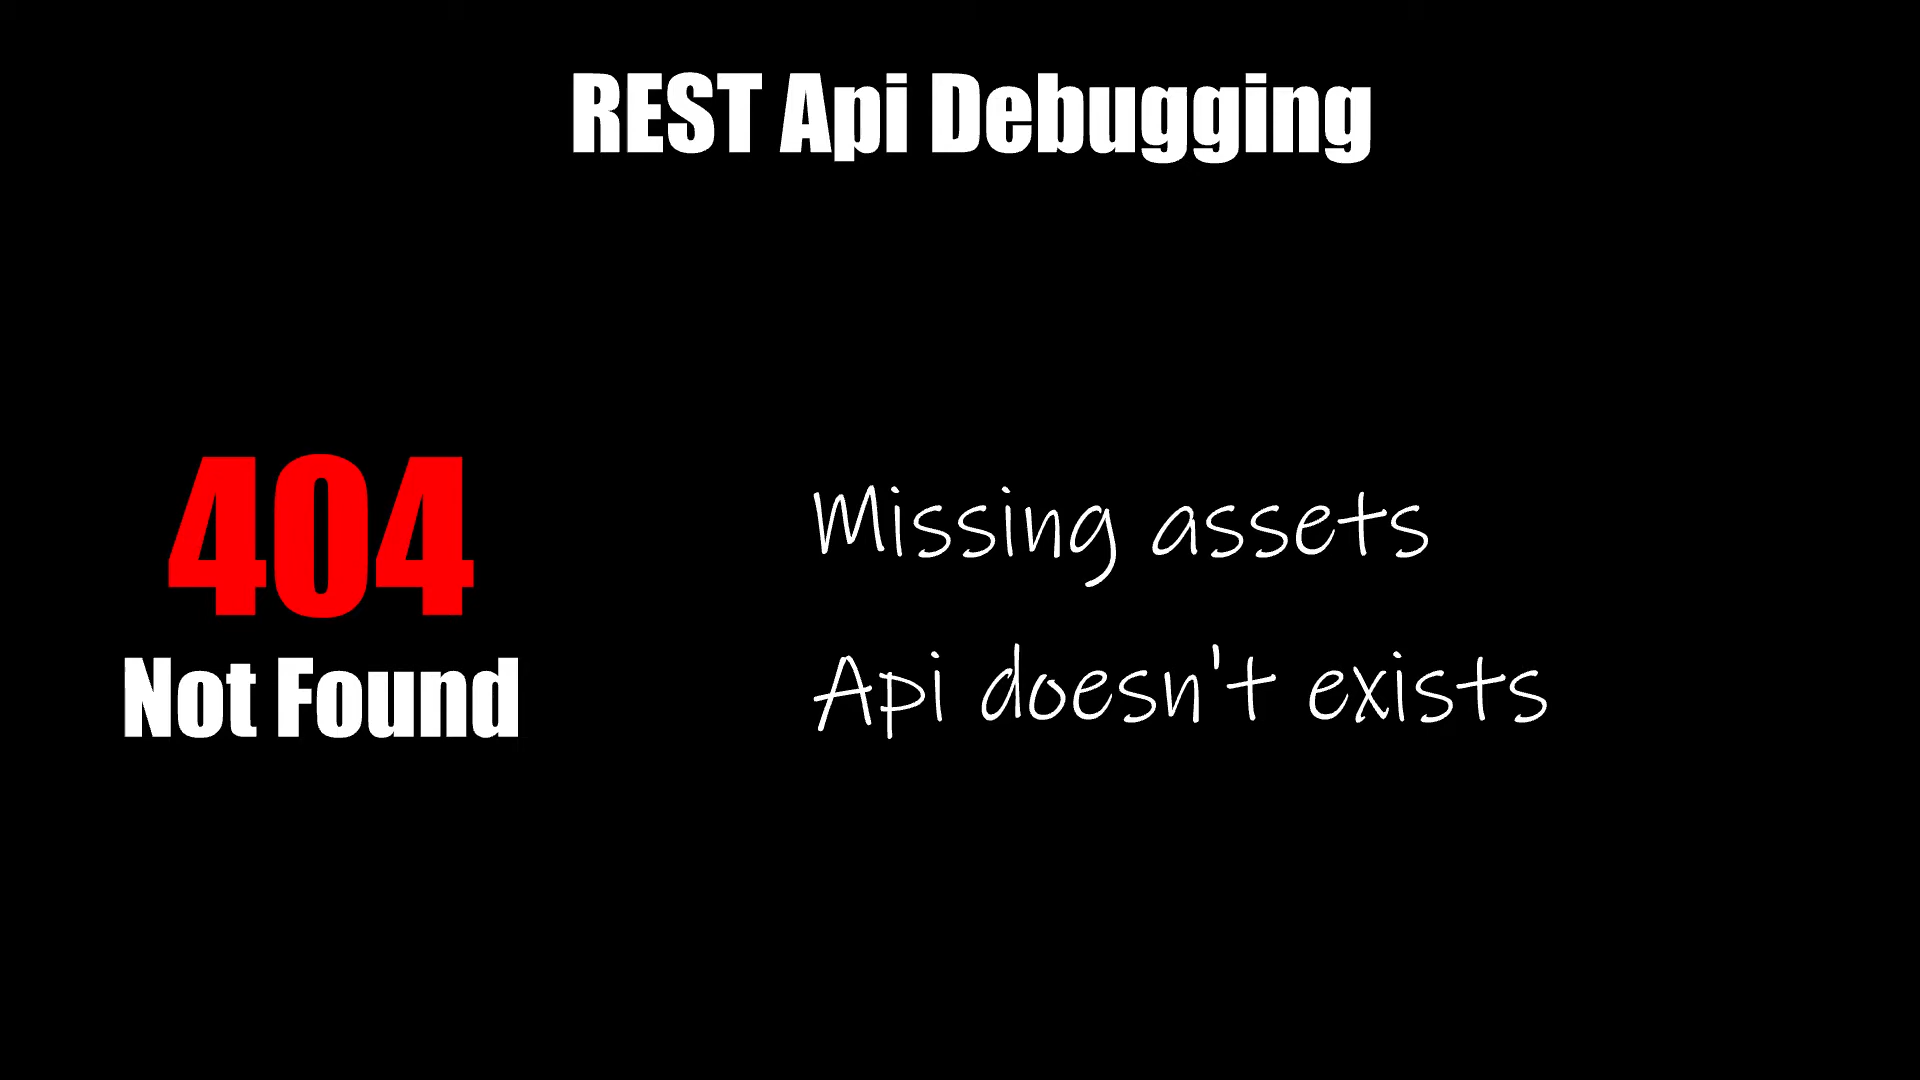 REST Api Debugging
404
Not Found
Missing assets
Api doesn't exists